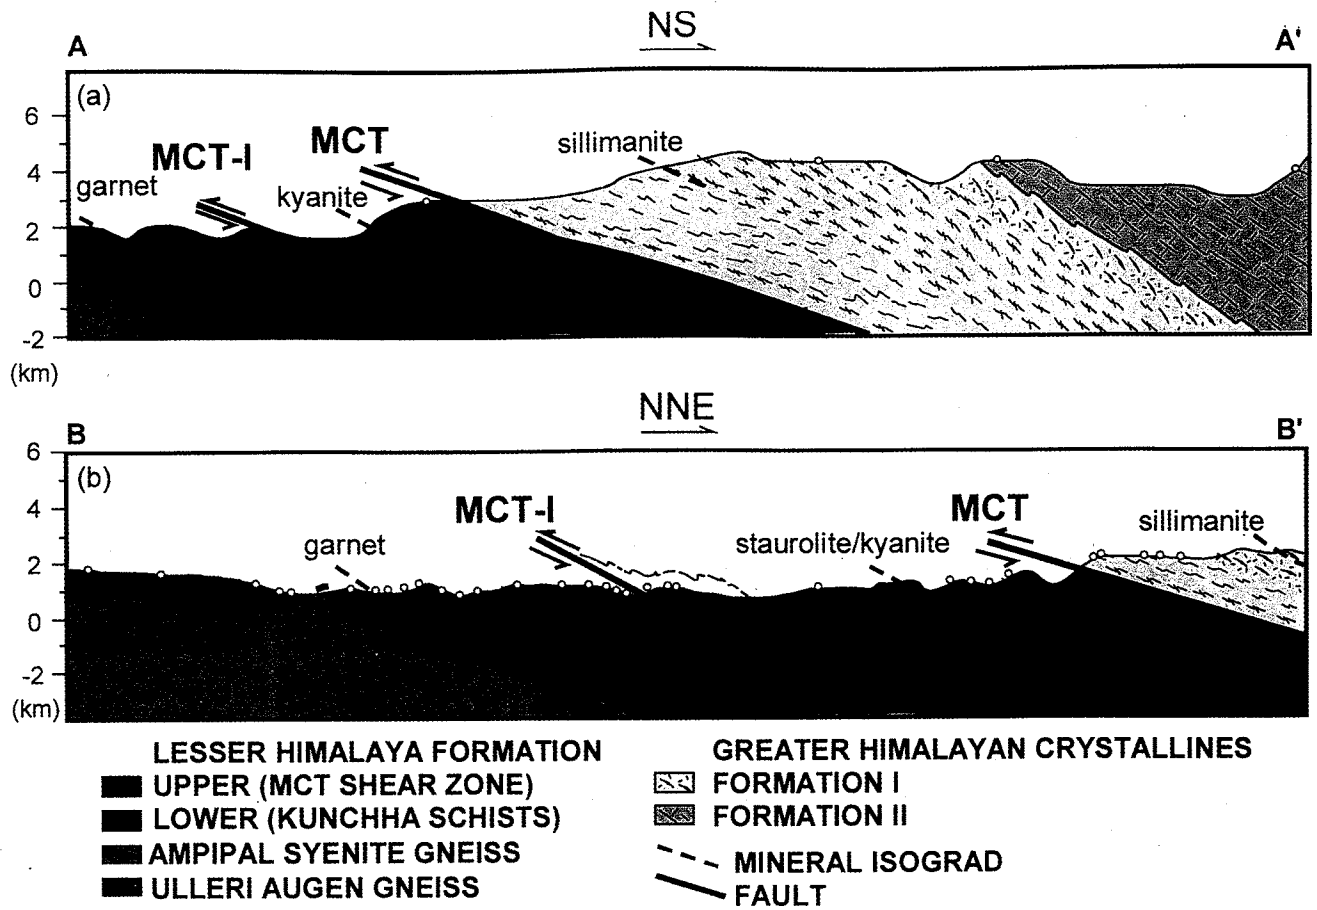 NS
A A'
(a)
6
MCT
MCT-I
sillimanite
4
garnet
kyanite
2
0
-2
(km)
NNE
B B'
6
(b)
4
MCT-I
MCT
sillimanite
garnet
staurolite/kyanite
2
0
-2
(km)
LESSER HIMALAYA FORMATION
UPPER (MCT SHEAR ZONE)
LOWER (KUNCHHA SCHISTS)
AMPIPAL SYENITE GNEISS
ULLERI AUGEN GNEISS
GREATER HIMALAYAN CRYSTALLINES
FORMATION I
FORMATION II
MINERAL ISOGRAD
FAULT